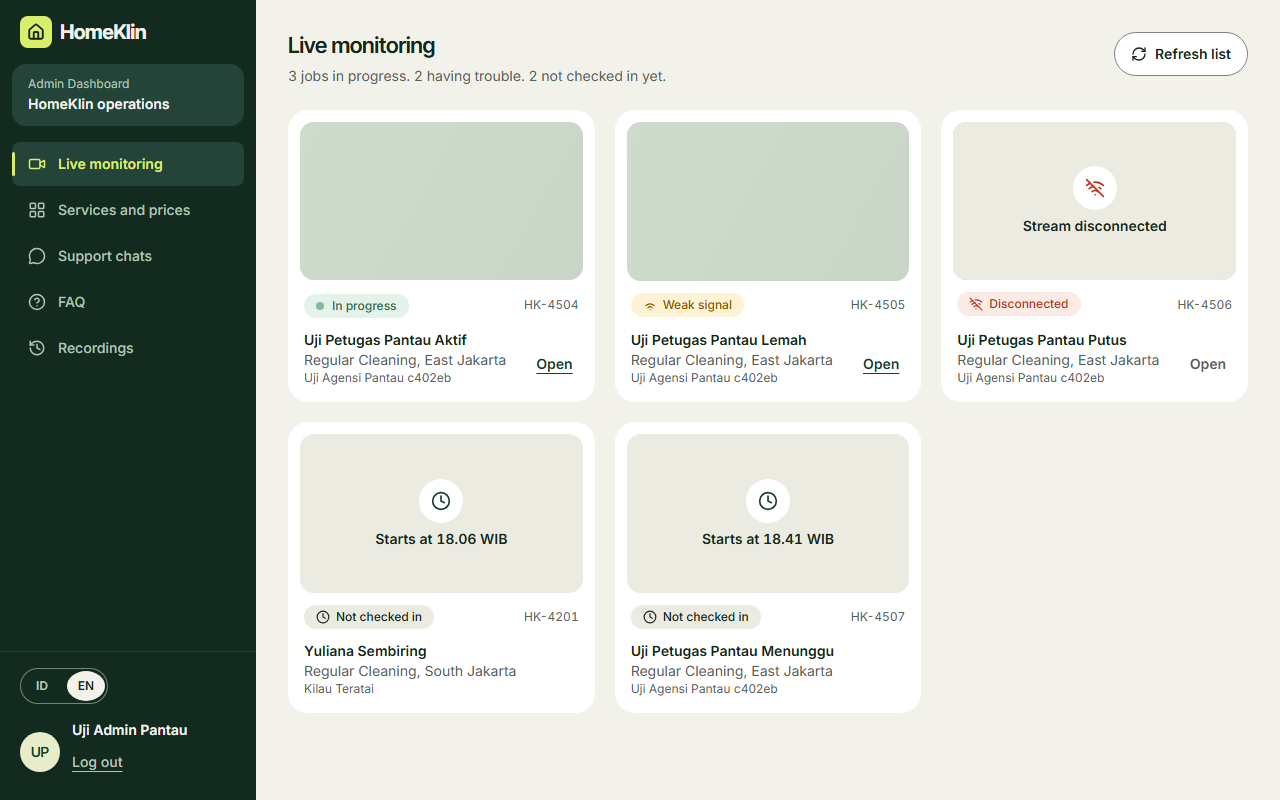 HomeKlin
Admin Dashboard
HomeKlin operations
Live monitoring
Services and prices
Support chats
FAQ
Recordings
ID
EN
UP
Uji Admin Pantau
Log out
Live monitoring
3 jobs in progress. 2 having trouble. 2 not checked in yet.
Refresh list
In progress
HK-4504
Uji Petugas Pantau Aktif
Regular Cleaning, East Jakarta
Uji Agensi Pantau c402eb
Open
Weak signal
HK-4505
Uji Petugas Pantau Lemah
Regular Cleaning, East Jakarta
Uji Agensi Pantau c402eb
Open
Stream disconnected
Disconnected
HK-4506
Uji Petugas Pantau Putus
Regular Cleaning, East Jakarta
Uji Agensi Pantau c402eb
Open
Starts at 18.06 WIB
Not checked in
HK-4201
Yuliana Sembiring
Regular Cleaning, South Jakarta
Kilau Teratai
Starts at 18.41 WIB
Not checked in
HK-4507
Uji Petugas Pantau Menunggu
Regular Cleaning, East Jakarta
Uji Agensi Pantau c402eb